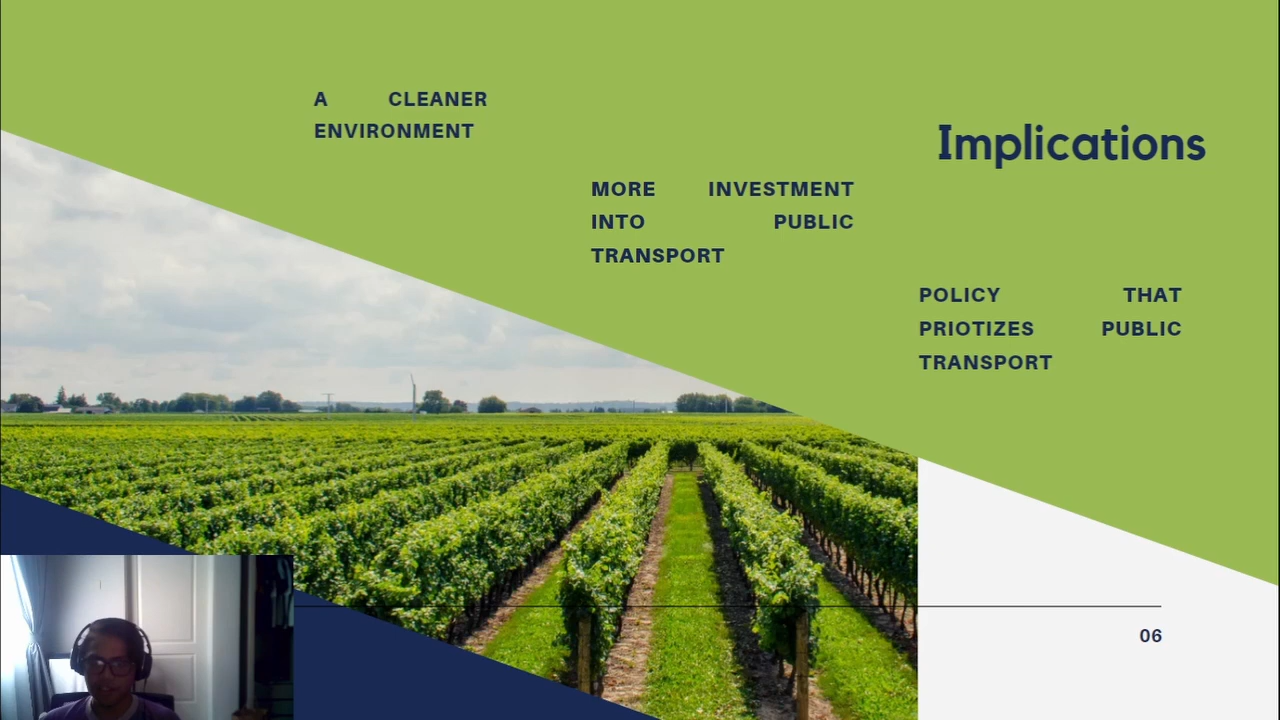 Implications
A CLEANER
ENVIRONMENT
MORE INVESTMENT
INTO PUBLIC
TRANSPORT
POLICY THAT
PRIOTIZES PUBLIC
TRANSPORT
06